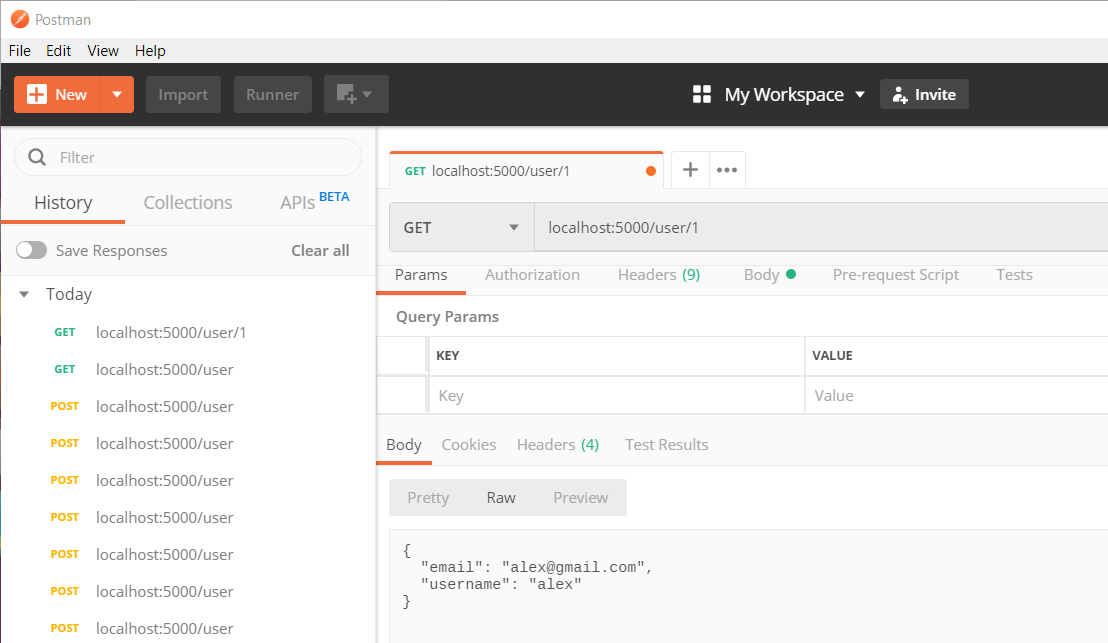 Postman
File Edit View Help
New Import Runner My Workspace Invite
Filter
History Collections APIs BETA
Save Responses Clear all
Today
GET localhost:5000/user/1
GET localhost:5000/user
POST localhost:5000/user
POST localhost:5000/user
POST localhost:5000/user
POST localhost:5000/user
POST localhost:5000/user
POST localhost:5000/user
POST localhost:5000/user
GET localhost:5000/user/1
GET localhost:5000/user/1
Params Authorization Headers (9) Body Pre-request Script Tests
Query Params
KEY VALUE
Key Value
Body Cookies Headers (4) Test Results
Pretty Raw Preview
{
"email": "alex@gmail.com",
"username": "alex"
}